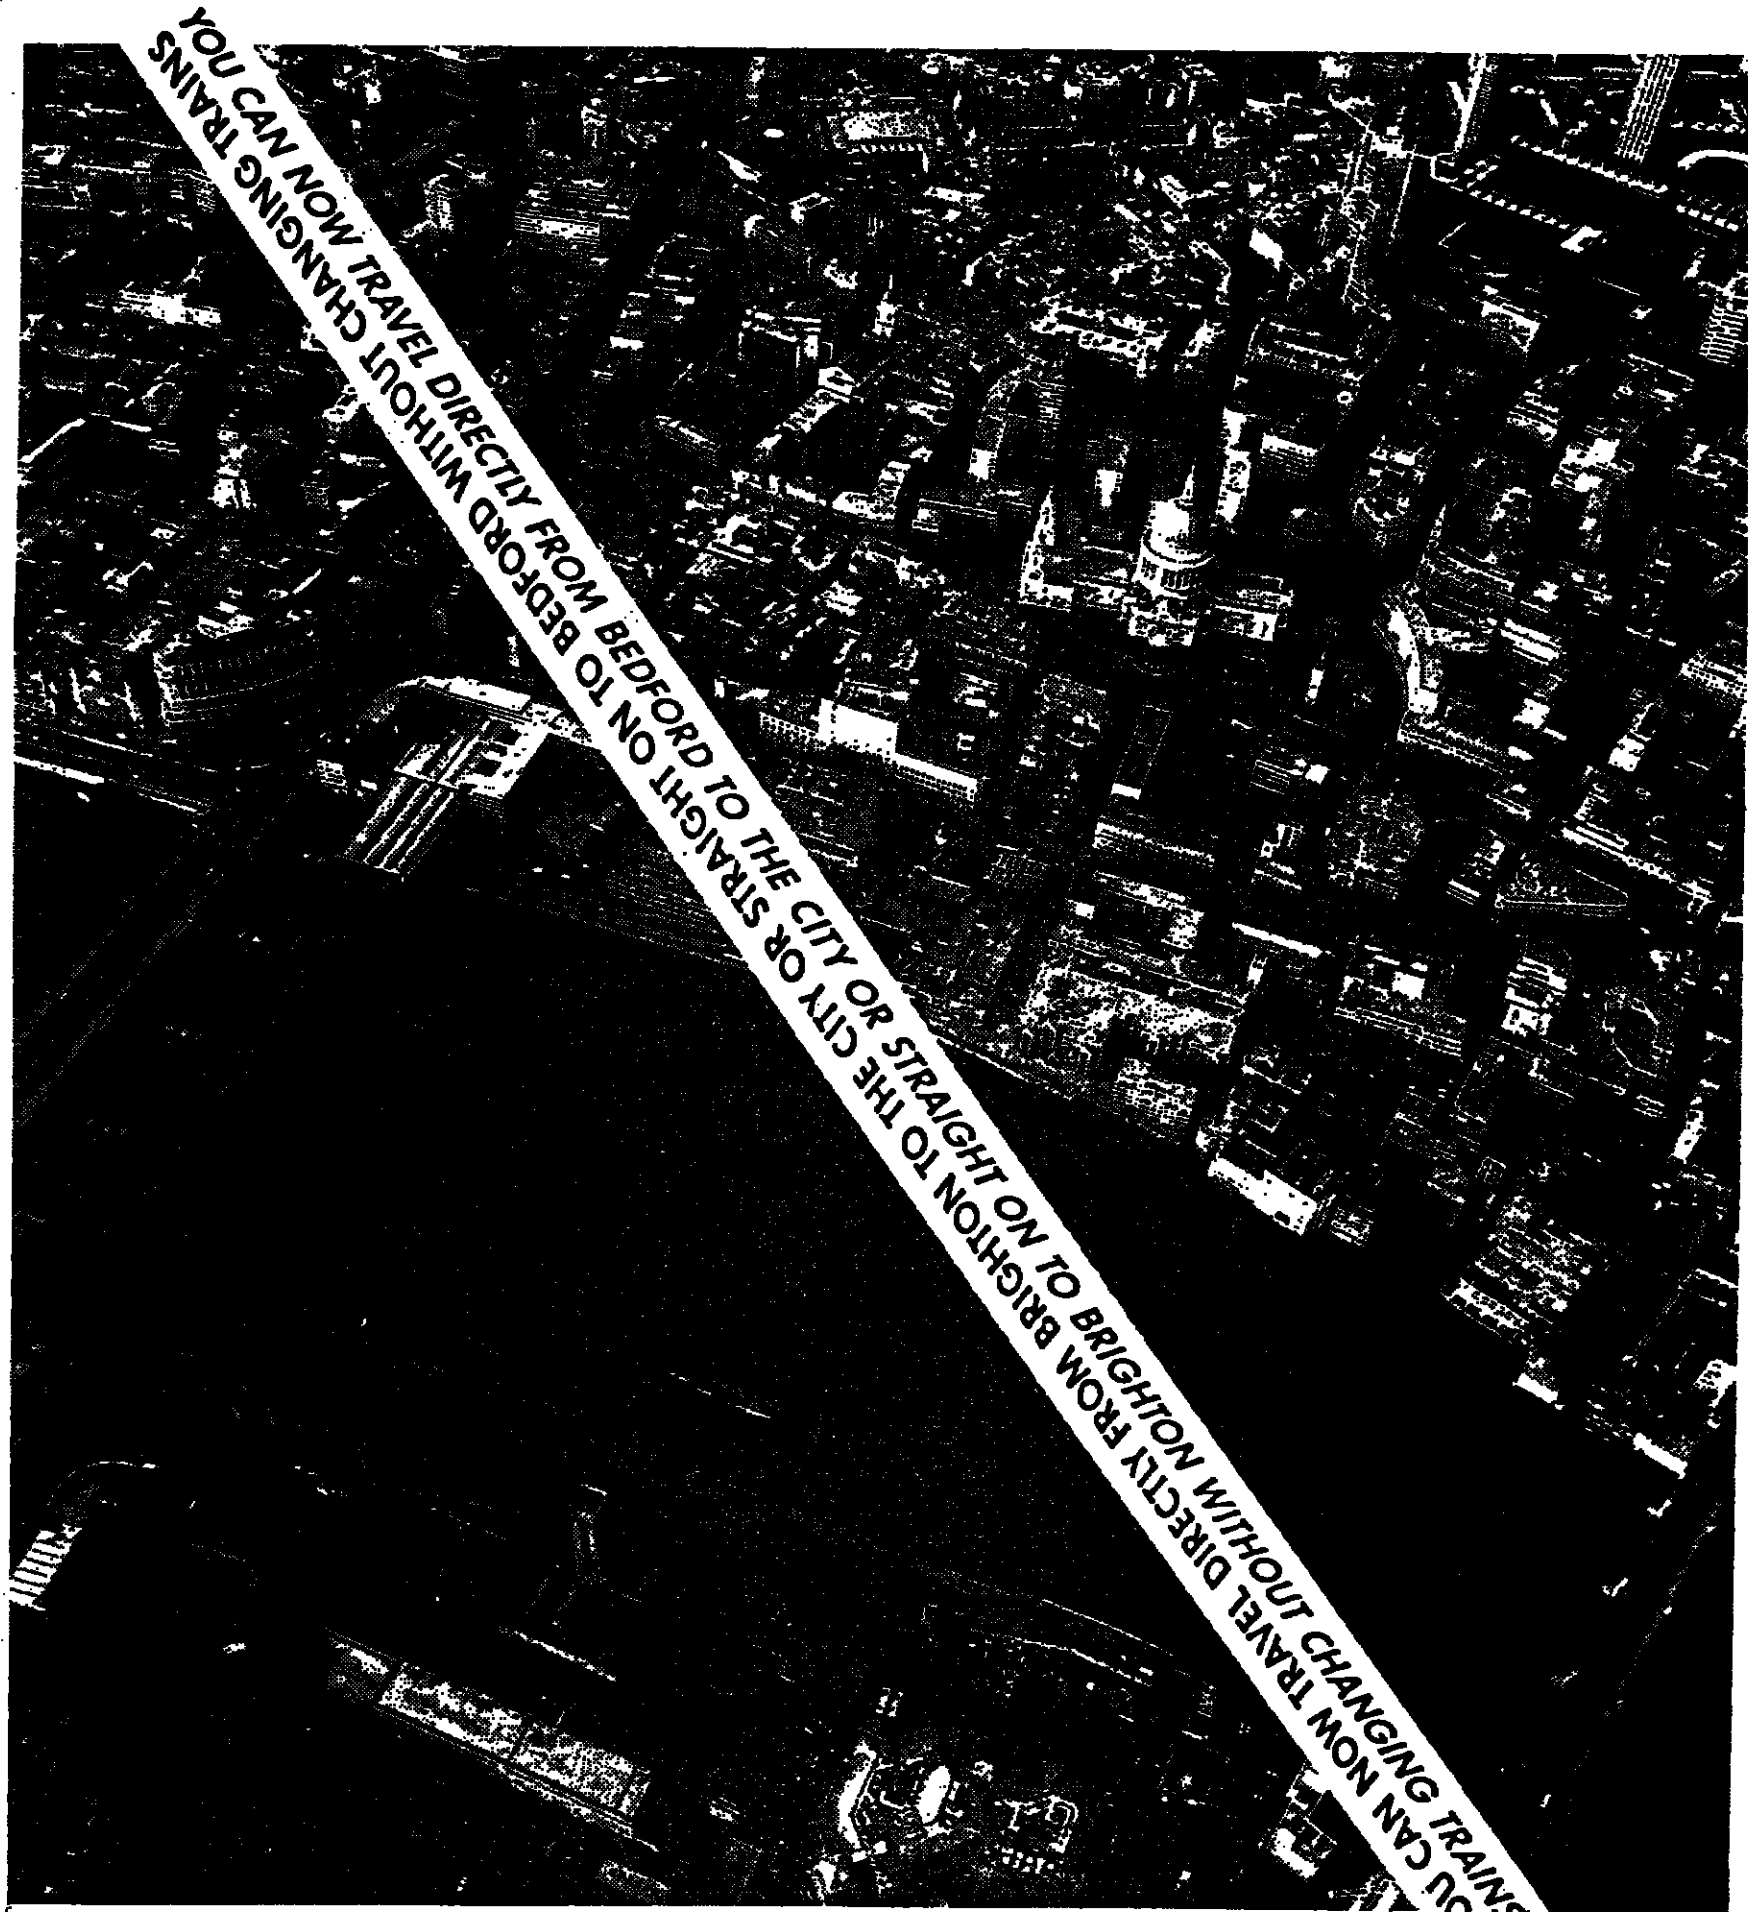 YOU CAN NOW TRAVEL DIRECTLY FROM BEDFORD TO THE CITY OR STRAIGHT ON TO BRIGHTON WITHOUT CHANGING TRAINS
YOU CAN NOW TRAVEL DIRECTLY FROM BRIGHTON TO THE CITY OR STRAIGHT ON TO BEDFORD WITHOUT CHANGING TRAINS